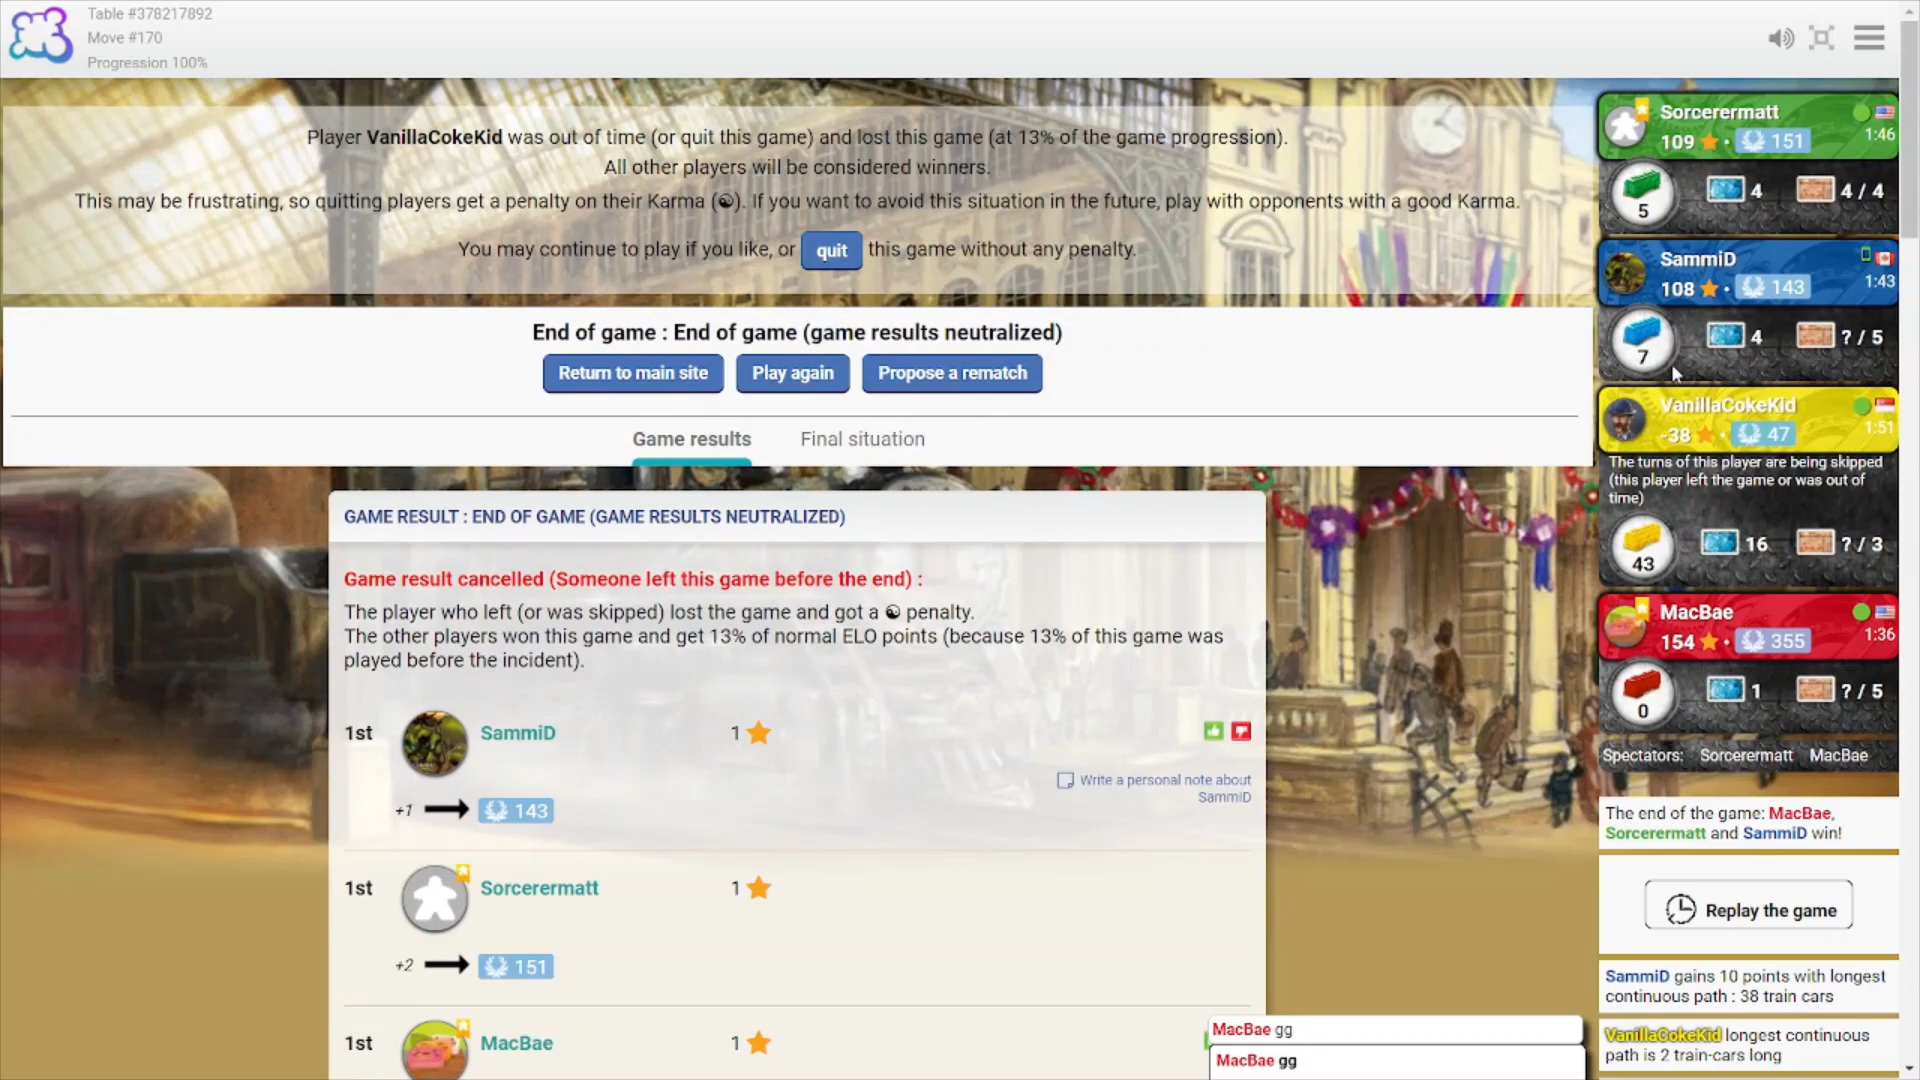 Table #378217892
Move #170
Progression 100%
Player VanillaCokeKid was out of time (or quit this game) and lost this game (at 13% of the game progression).
All other players will be considered winners.
This may be frustrating, so quitting players get a penalty on their Karma (☯). If you want to avoid this situation in the future, play with opponents with a good Karma.
You may continue to play if you like, or quit this game without any penalty.
End of game : End of game (game results neutralized)
Return to main site Play again Propose a rematch
Game results Final situation
GAME RESULT : END OF GAME (GAME RESULTS NEUTRALIZED)
Game result cancelled (Someone left this game before the end) :
The player who left (or was skipped) lost the game and got a ☯ penalty.
The other players won this game and get 13% of normal ELO points (because 13% of this game was
played before the incident).
1st SammiD 1
Write a personal note about
SammiD
+1 143
1st Sorcerermatt 1
+2 151
1st MacBae 1
MacBae gg
MacBae gg
Sorcerermatt
1:46
109 • 151
5 4 4 / 4
SammiD
1:43
108 • 143
7 4 ? / 5
VanillaCokeKid
1:51
-38 • 47
The turns of this player are being skipped
(this player left the game or was out of
time)
43 16 ? / 3
MacBae
1:36
154 • 355
0 1 ? / 5
Spectators: Sorcerermatt MacBae
The end of the game: MacBae,
Sorcerermatt and SammiD win!
Replay the game
SammiD gains 10 points with longest
continuous path : 38 train cars
VanillaCokeKid longest continuous
path is 2 train-cars long